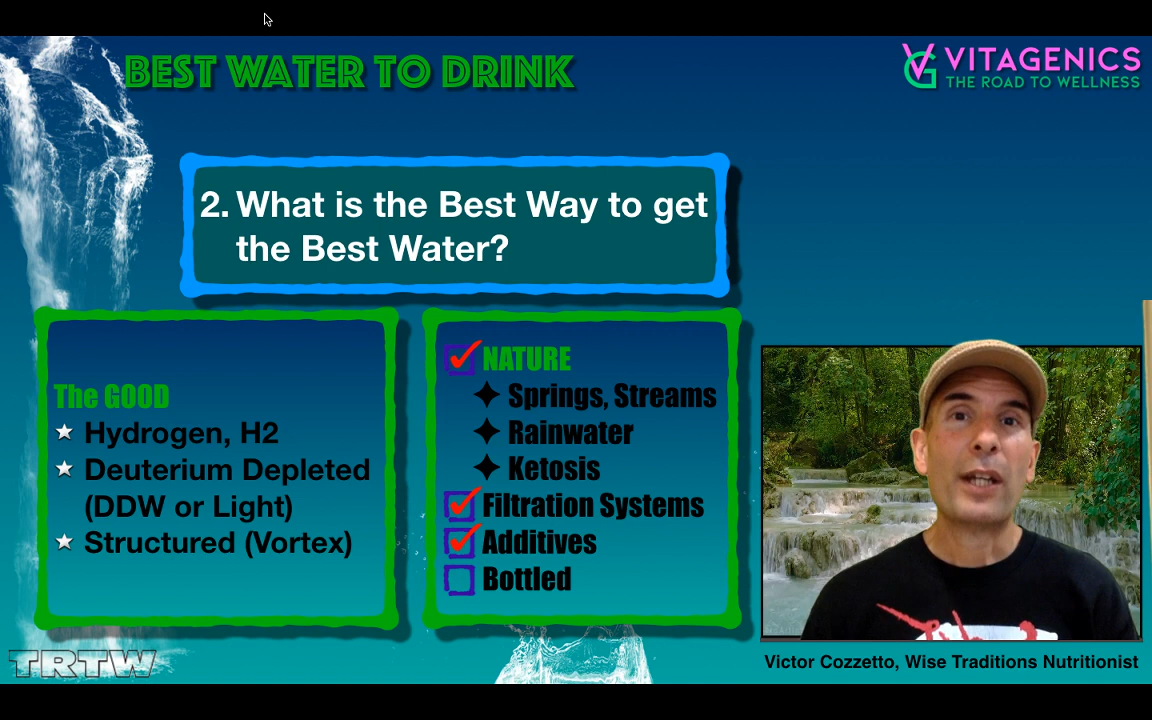 BEST WATER TO DRINK
VITAGENICS
THE ROAD TO WELLNESS
2. What is the Best Way to get
the Best Water?
The GOOD
Hydrogen, H2
Deuterium Depleted
(DDW or Light)
Structured (Vortex)
NATURE
Springs, Streams
Rainwater
Ketosis
Filtration Systems
Additives
Bottled
TRTW
Victor Cozzetto, Wise Traditions Nutritionist